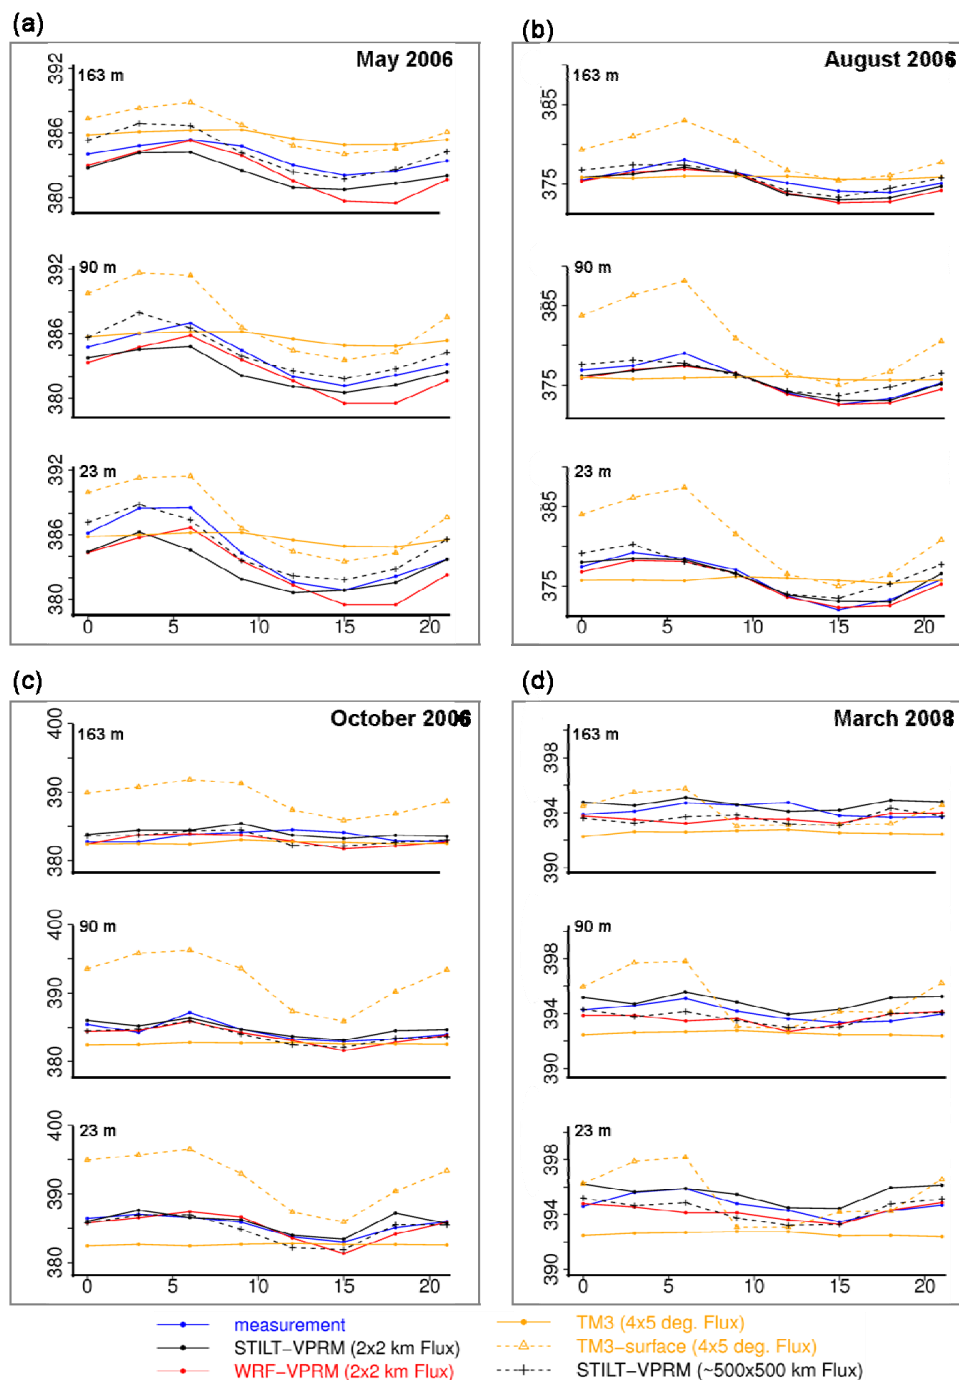 (a)
(b)
May 2006
August 2006
163 m
392
386
380
163 m
385
375
90 m
392
386
380
90 m
385
375
23 m
392
386
380
23 m
385
375
0 5 10 15 20
0 5 10 15 20
(c)
(d)
October 2006
March 2008
163 m
400
390
380
163 m
398
394
390
90 m
400
390
380
90 m
398
394
390
23 m
400
390
380
23 m
398
394
390
0 5 10 15 20
0 5 10 15 20
measurement
STILT-VPRM (2x2 km Flux)
WRF-VPRM (2x2 km Flux)
TM3 (4x5 deg. Flux)
TM3-surface (4x5 deg. Flux)
STILT-VPRM (~500x500 km Flux)